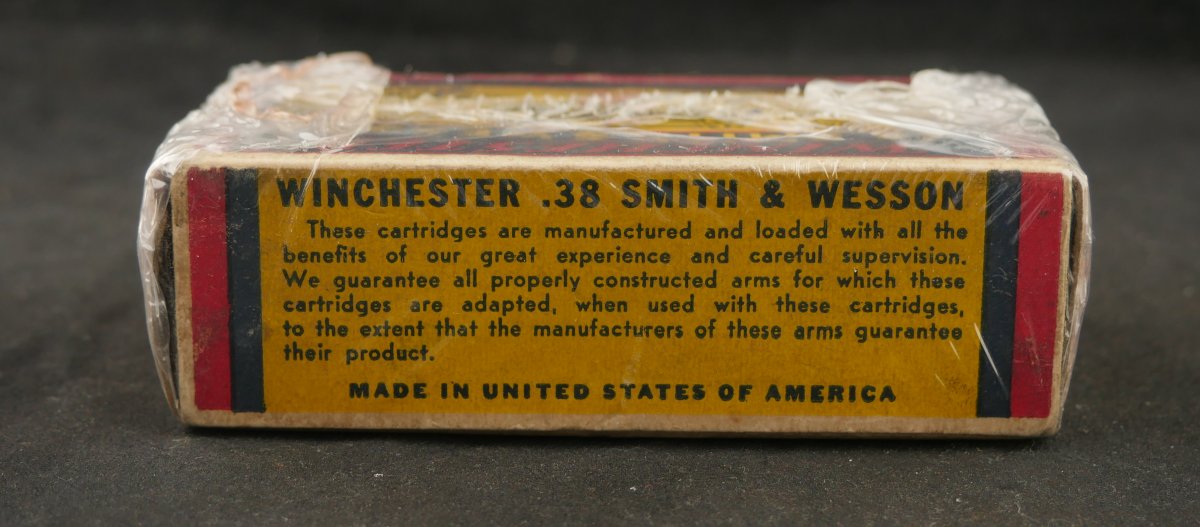 WINCHESTER .38 SMITH & WESSON
These cartridges are manufactured and loaded with all the
benefits of our great experience and careful supervision.
We guarantee all properly constructed arms for which these
cartridges are adapted, when used with these cartridges,
to the extent that the manufacturers of these arms guarantee
their product.
MADE IN UNITED STATES OF AMERICA